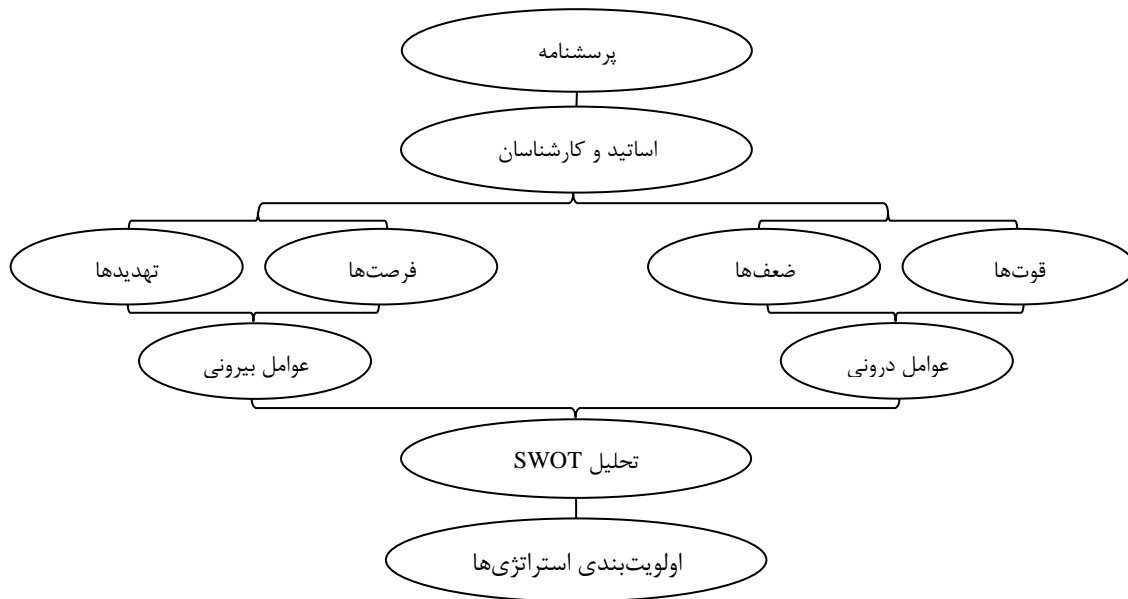 پرسشنامه
اساتید و کارشناسان
قوت‌ها
ضعف‌ها
فرصت‌ها
تهدیدها
عوامل درونی
عوامل بیرونی
تحلیل SWOT
اولویت‌بندی استراتژی‌ها